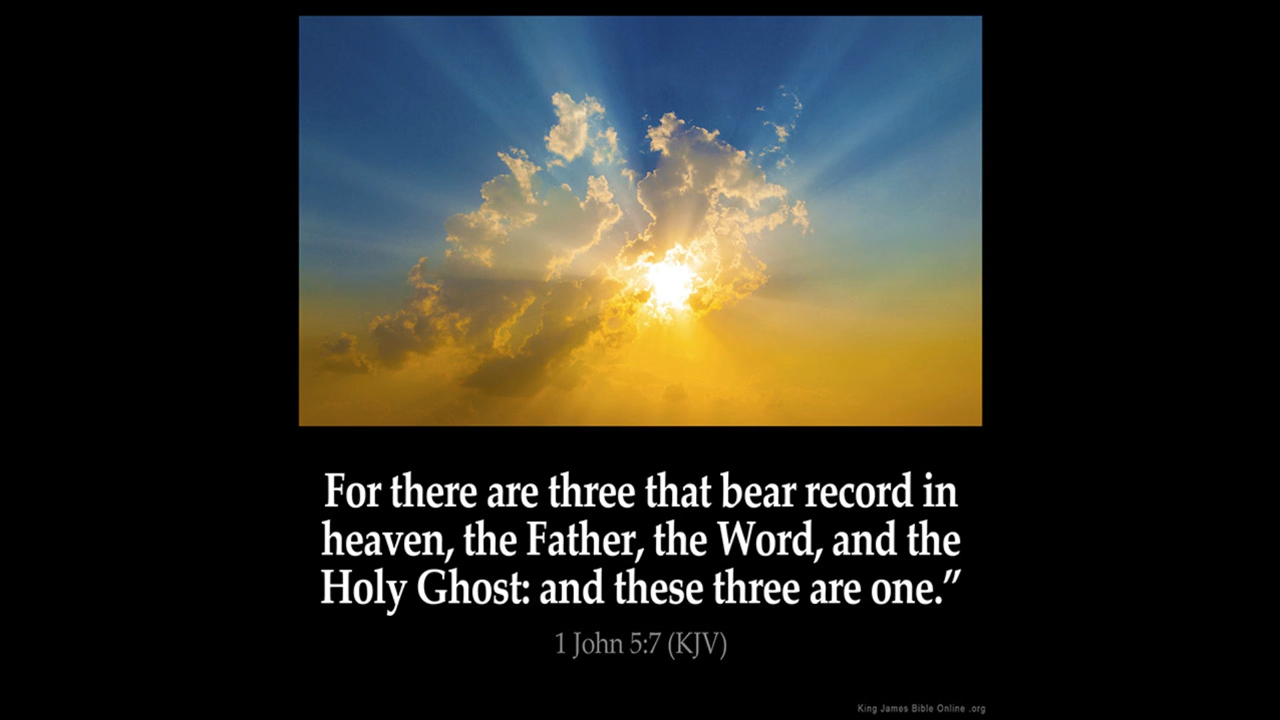 For there are three that bear record in
heaven, the Father, the Word, and the
Holy Ghost: and these three are one.”
1 John 5:7 (KJV)
King James Bible Online .org